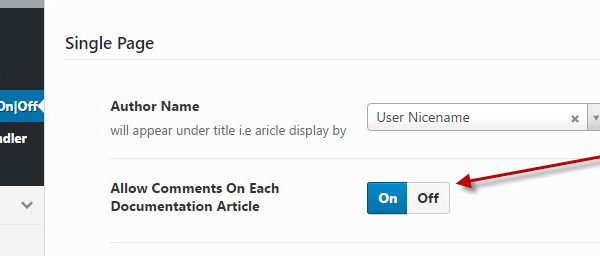 Single Page
On|Off
Author Name
User Nicename
will appear under title i.e aricle display by
ndler
Allow Comments On Each
Documentation Article
On Off